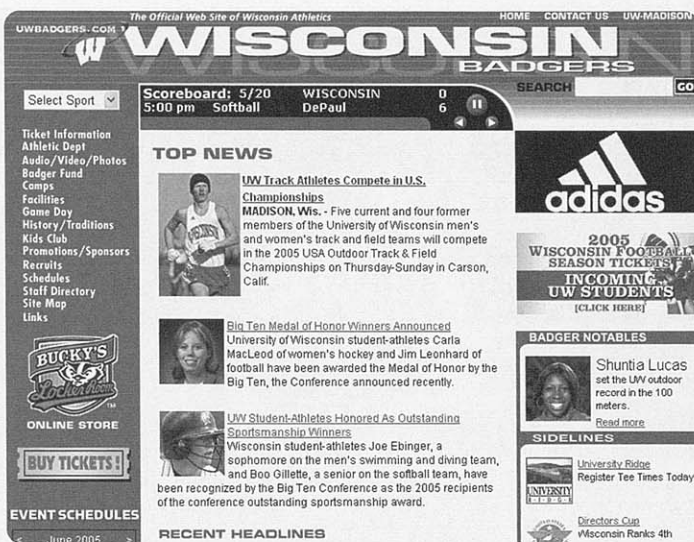 The Official Web Site of Wisconsin Athletics
HOME CONTACT US UW-MADISON
UWBADGERS.COM
W WISCONSIN
BADGERS
SEARCH GO
Select Sport
Scoreboard: 5/20 WISCONSIN 0
5:00 pm Softball DePaul 6
Ticket Information
Athletic Dept
Audio/Video/Photos
Badger Fund
Camps
Facilities
Game Day
History/Traditions
Kids Club
Promotions/Sponsors
Recruits
Schedules
Staff Directory
Site Map
Links
BUCKY'S
Locker Room
TM
ONLINE STORE
BUY TICKETS!
EVENT SCHEDULES
< June 2005 >
TOP NEWS
UW Track Athletes Compete in U.S.
Championships
MADISON, Wis. - Five current and four former
members of the University of Wisconsin men's
and women's track and field teams will compete
in the 2005 USA Outdoor Track & Field
Championships on Thursday-Sunday in Carson,
Calif.
Big Ten Medal of Honor Winners Announced
University of Wisconsin student-athletes Carla
MacLeod of women's hockey and Jim Leonhard of
football have been awarded the Medal of Honor by the
Big Ten, the Conference announced recently.
UW Student-Athletes Honored As Outstanding
Sportsmanship Winners
Wisconsin student-athletes Joe Ebinger, a
sophomore on the men's swimming and diving team,
and Boo Gillette, a senior on the softball team, have
been recognized by the Big Ten Conference as the 2005 recipients
of the conference outstanding sportsmanship award.
RECENT HEADLINES
adidas
2005
WISCONSIN FOOTBALL
SEASON TICKETS
INCOMING
UW STUDENTS
[CLICK HERE]
BADGER NOTABLES
Shuntia Lucas
set the UW outdoor
record in the 100
meters.
Read more
SIDELINES
UNIVERSITY
RIDGE
University Ridge
Register Tee Times Today
Directors Cup
Wisconsin Ranks 4th